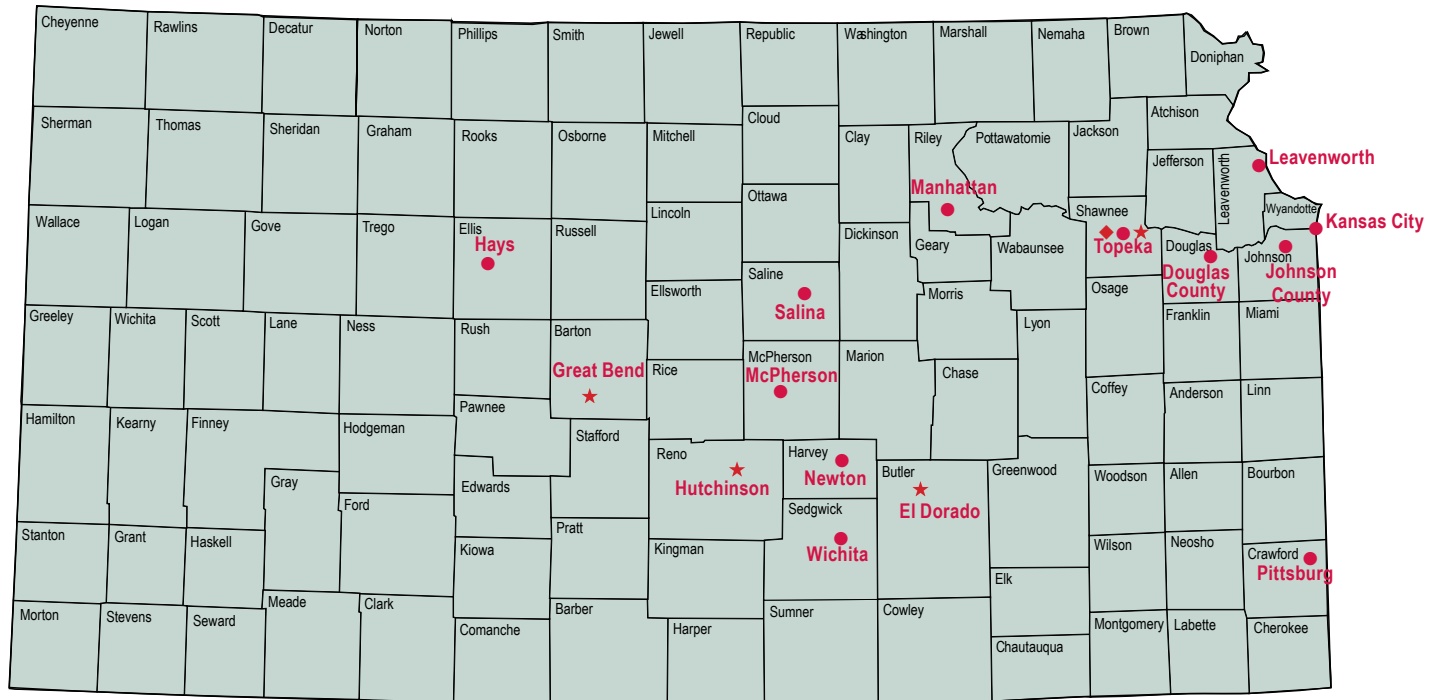 Cheyenne
Rawlins
Decatur
Norton
Phillips
Smith
Jewell
Republic
Washington
Marshall
Nemaha
Brown
Doniphan
Sherman
Thomas
Sheridan
Graham
Rooks
Osborne
Mitchell
Cloud
Clay
Riley
Pottawatomie
Jackson
Atchison
Jefferson
Leavenworth
Leavenworth
Manhattan
Ottawa
Lincoln
Wallace
Logan
Gove
Trego
Ellis
Hays
Russell
Dickinson
Geary
Wabaunsee
Shawnee
Topeka
Wyandotte
Kansas City
Douglas
Douglas
County
Johnson
Johnson
County
Saline
Salina
Ellsworth
Morris
Osage
Greeley
Wichita
Scott
Lane
Ness
Rush
Barton
Great Bend
Rice
McPherson
McPherson
Marion
Chase
Lyon
Franklin
Miami
Coffey
Anderson
Linn
Hamilton
Kearny
Finney
Hodgeman
Pawnee
Stafford
Reno
Hutchinson
Harvey
Newton
Butler
El Dorado
Greenwood
Woodson
Allen
Bourbon
Gray
Ford
Edwards
Pratt
Sedgwick
Wichita
Stanton
Grant
Haskell
Kiowa
Kingman
Elk
Wilson
Neosho
Crawford
Pittsburg
Morton
Stevens
Seward
Meade
Clark
Comanche
Barber
Harper
Sumner
Cowley
Chautauqua
Montgomery
Labette
Cherokee